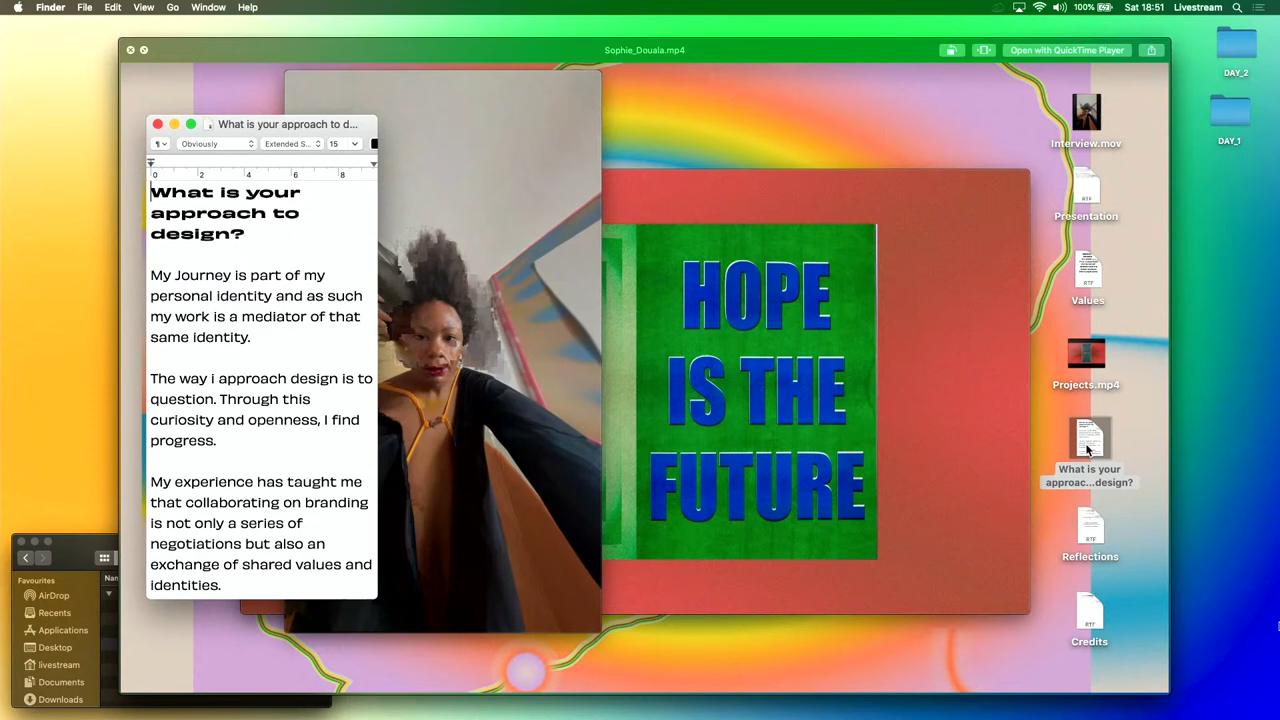 Finder File Edit View Go Window Help
100% Sat 18:51 Livestream
Sophie_Douala.mp4
Open with QuickTime Player
DAY_2
DAY_1
What is your approach to d...
Obviously Extended S... 15
0 2 4 6 8
What is your
approach to
design?
My Journey is part of my
personal identity and as such
my work is a mediator of that
same identity.
The way i approach design is to
question. Through this
curiosity and openness, I find
progress.
My experience has taught me
that collaborating on branding
is not only a series of
negotiations but also an
exchange of shared values and
identities.
HOPE
IS THE
FUTURE
Interview.mov
RTF
Presentation
RTF
Values
Projects.mp4
What is your
approac...design?
RTF
Reflections
RTF
Credits
Favourites
AirDrop
Recents
Applications
Desktop
livestream
Documents
Downloads